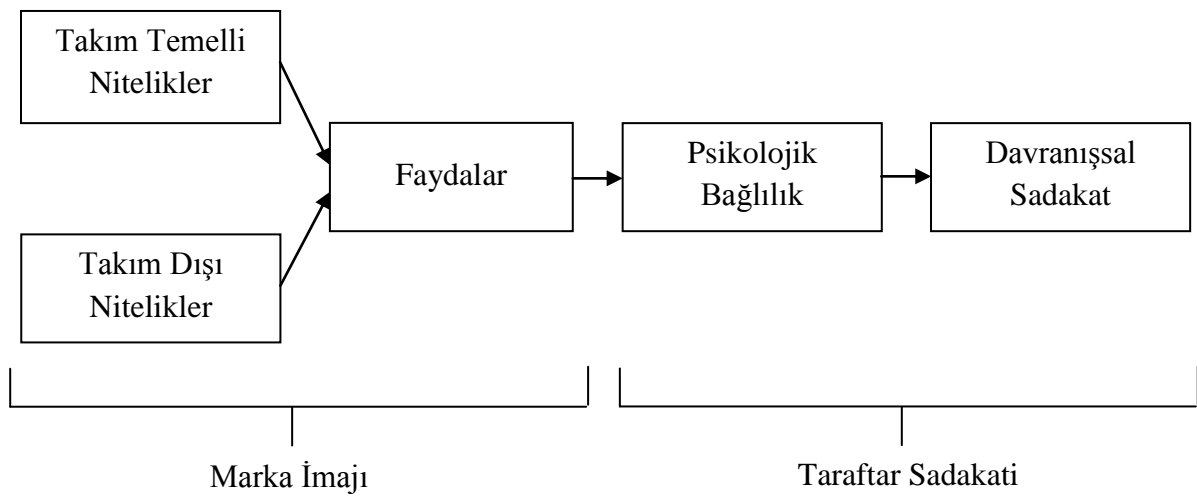 Takım Temelli
Nitelikler
Takım Dışı
Nitelikler
Faydalar
Psikolojik
Bağlılık
Davranışsal
Sadakat
Marka İmajı
Taraftar Sadakati